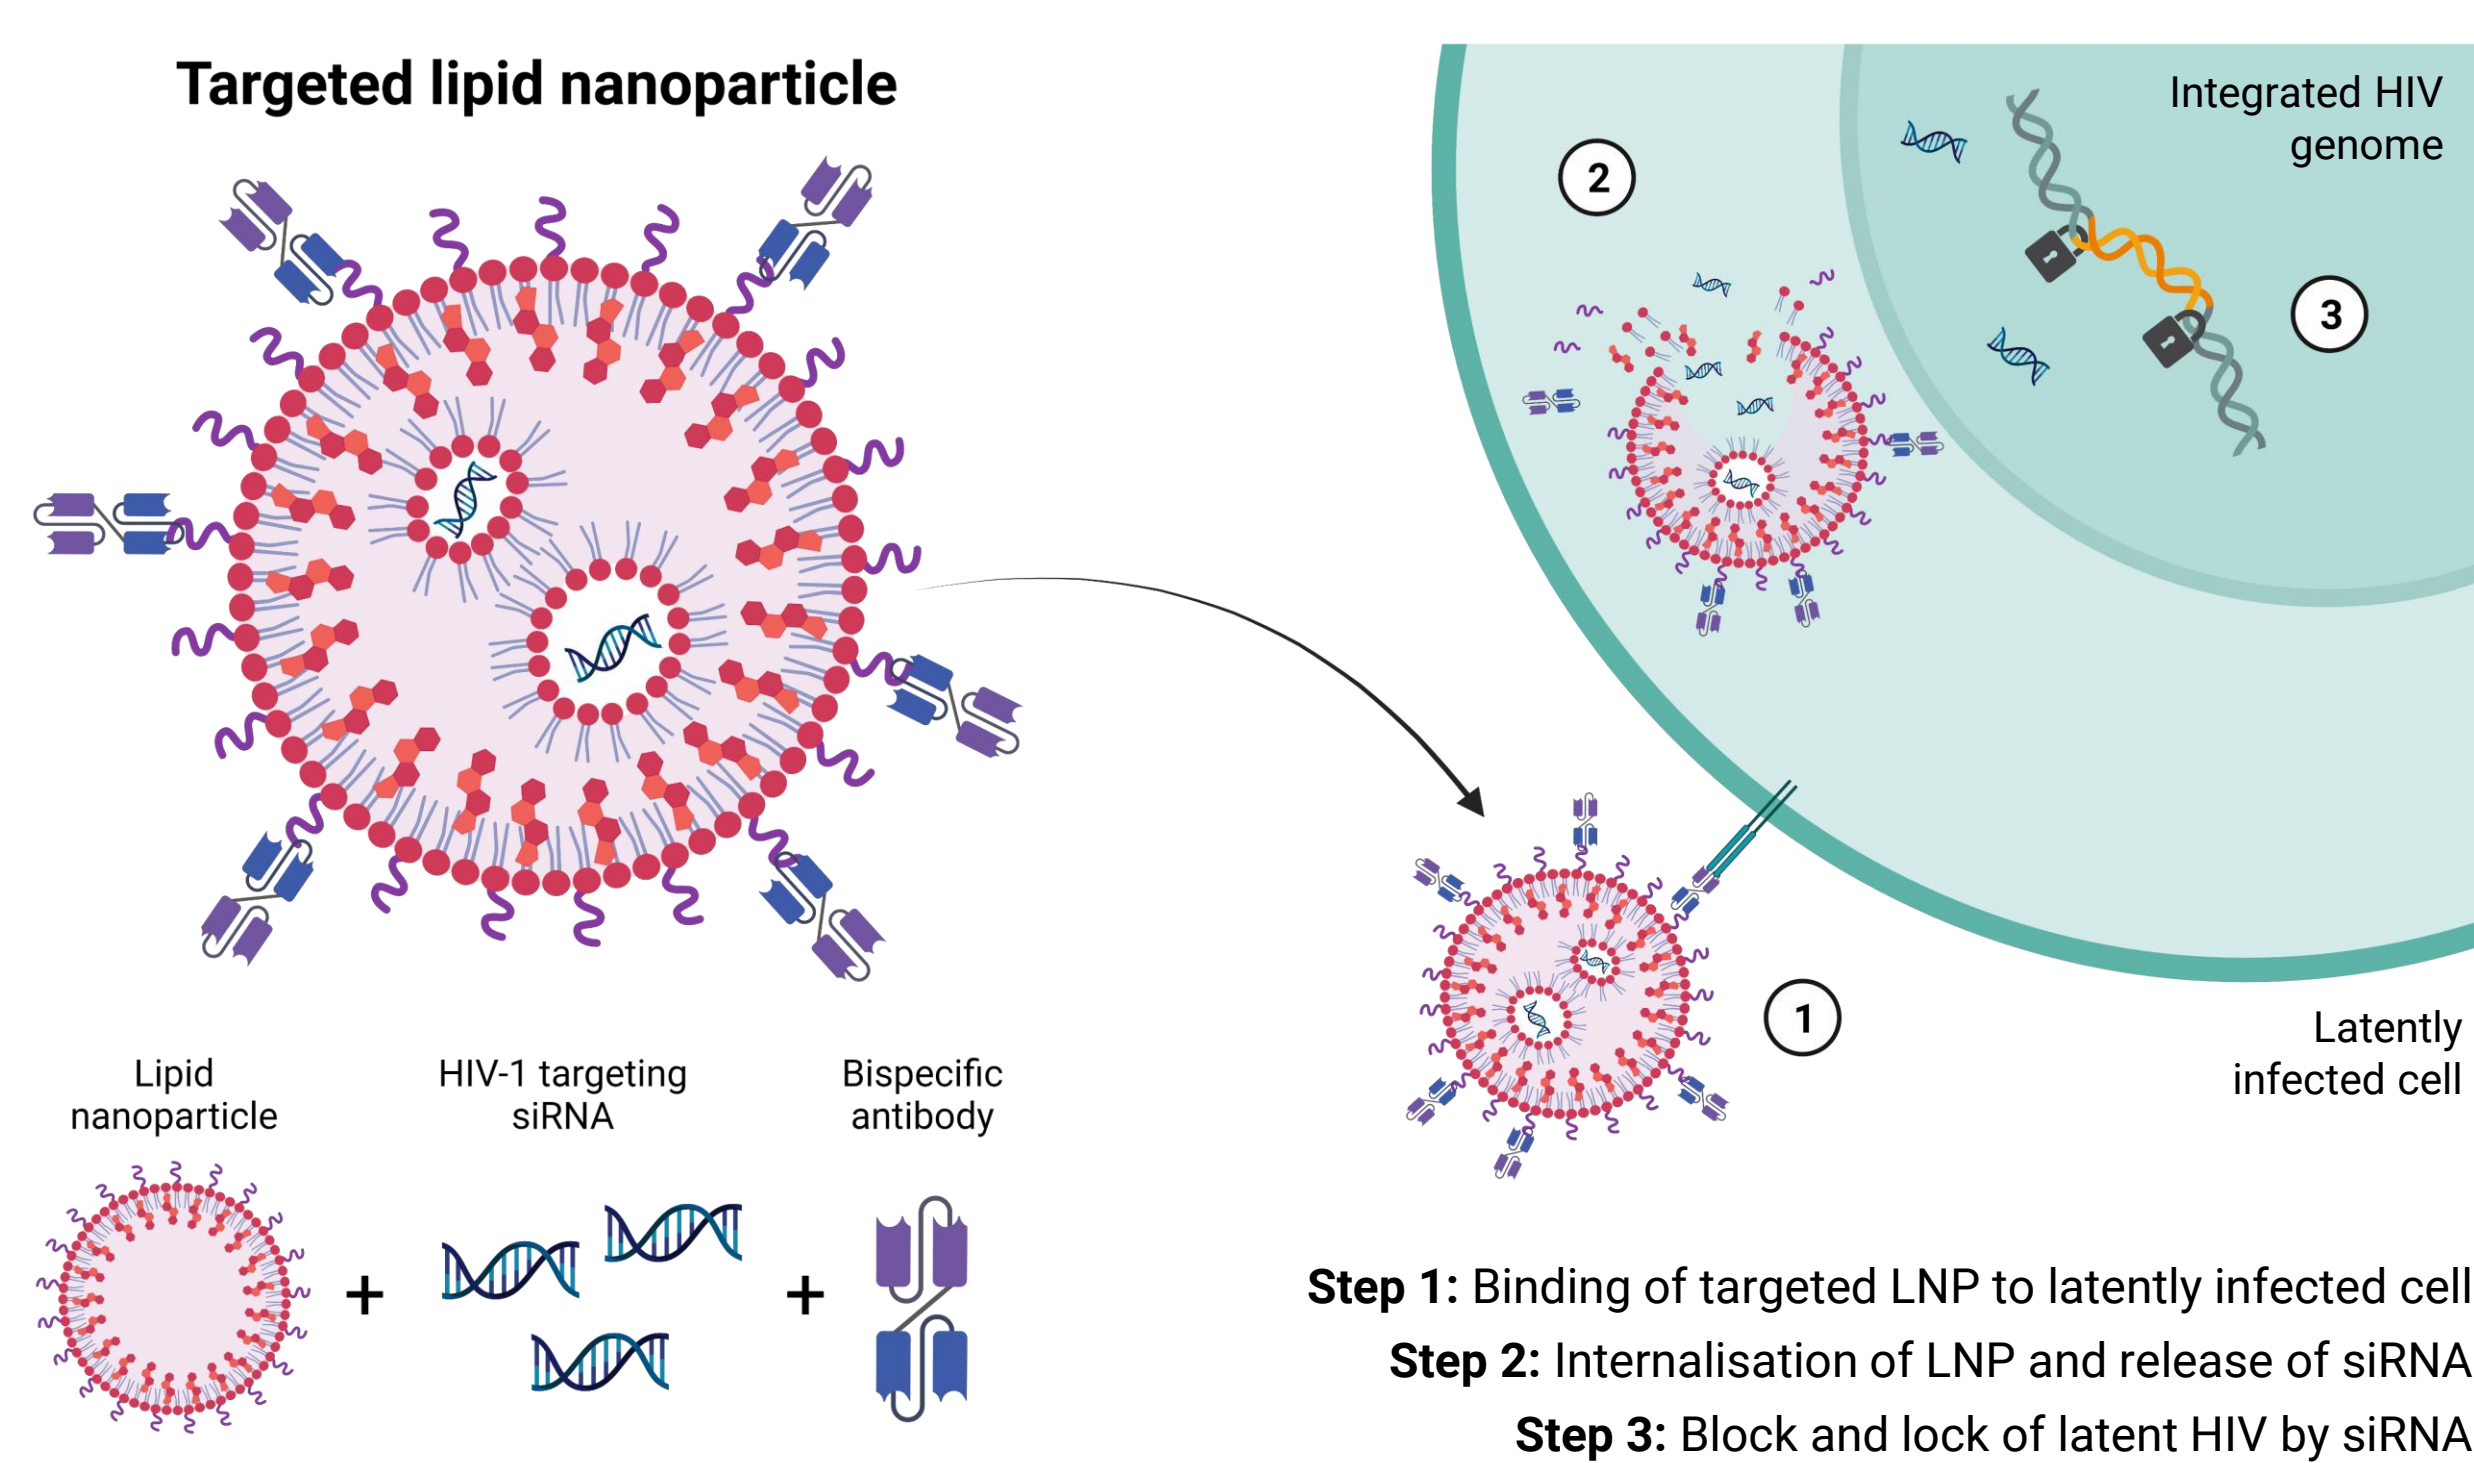 Targeted lipid nanoparticle
Lipid
nanoparticle
HIV-1 targeting
siRNA
Bispecific
antibody
+
+
Integrated HIV
genome
2
3
1
Latently
infected cell
Step 1: Binding of targeted LNP to latently infected cell
Step 2: Internalisation of LNP and release of siRNA
Step 3: Block and lock of latent HIV by siRNA